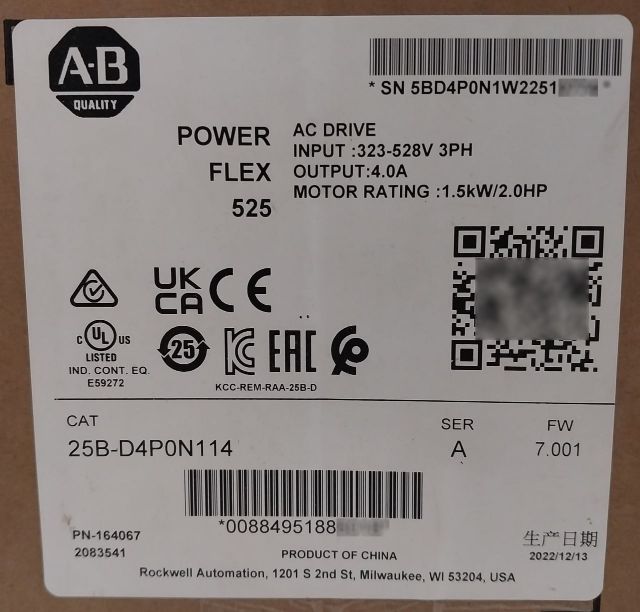 A-B
QUALITY
* SN 5BD4P0N1W2251 *
POWER
FLEX
525
AC DRIVE
INPUT :323-528V 3PH
OUTPUT:4.0A
MOTOR RATING :1.5kW/2.0HP
UK
CA
CE
C UL US
LISTED
IND. CONT. EQ.
E59272
25
KC
EAC
KCC-REM-RAA-25B-D
CAT
25B-D4P0N114
SER
A
FW
7.001
*0088495188
PN-164067
2083541
PRODUCT OF CHINA
Rockwell Automation, 1201 S 2nd St, Milwaukee, WI 53204, USA
生产日期
2022/12/13